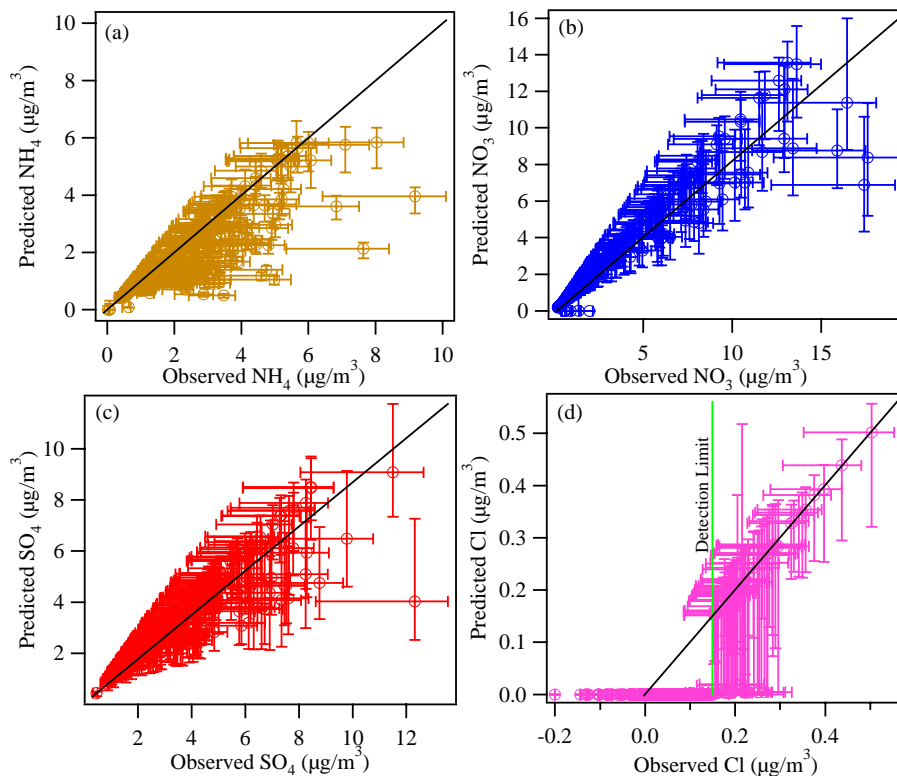 (a)
10
8
6
4
2
0
Predicted NH₄ (µg/m³)
0 2 4 6 8 10
Observed NH₄ (µg/m³)
(b)
16
14
12
10
8
6
4
2
0
Predicted NO₃ (µg/m³)
5 10 15
Observed NO₃ (µg/m³)
(c)
10
8
6
4
2
Predicted SO₄ (µg/m³)
2 4 6 8 10 12
Observed SO₄ (µg/m³)
(d)
0.5
0.4
0.3
0.2
0.1
0.0
Predicted Cl (µg/m³)
Detection Limit
-0.2 0.0 0.2 0.4
Observed Cl (µg/m³)